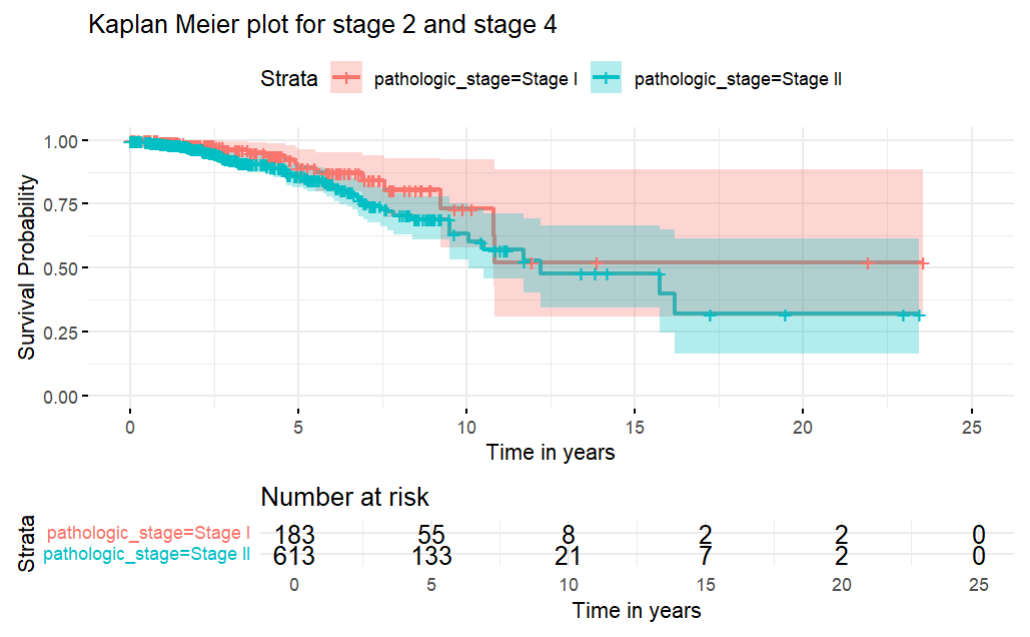 Kaplan Meier plot for stage 2 and stage 4
Strata pathologic_stage=Stage I pathologic_stage=Stage II
Survival Probability
1.00
0.75
0.50
0.25
0.00
0 5 10 15 20 25
Time in years
Number at risk
Strata
pathologic_stage=Stage I 183 55 8 2 2 0
pathologic_stage=Stage II 613 133 21 7 2 0
0 5 10 15 20 25
Time in years